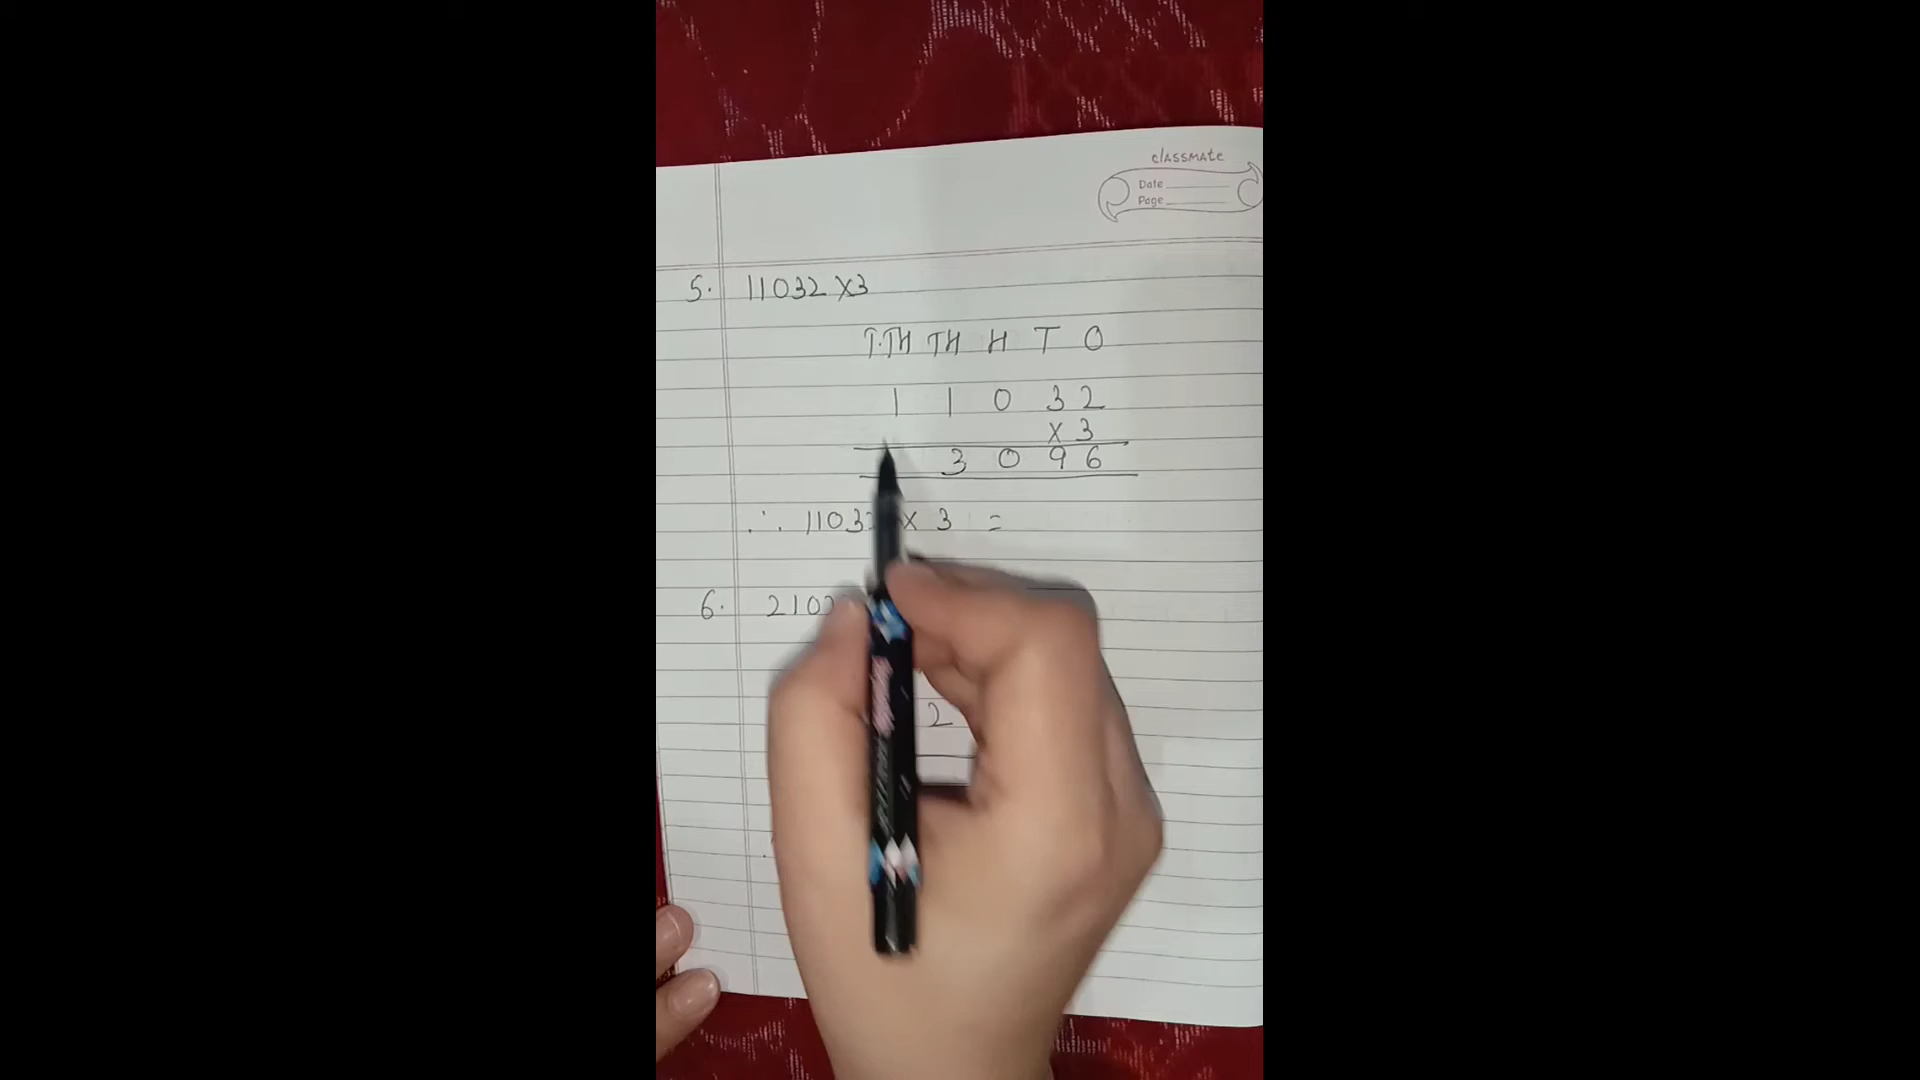 classmate
Date
Page
5. 11032 x3
T.TH TH H T O
1 1 0 3 2
x 3
3 0 9 6
∴ 1103 x 3 =
6. 210
2